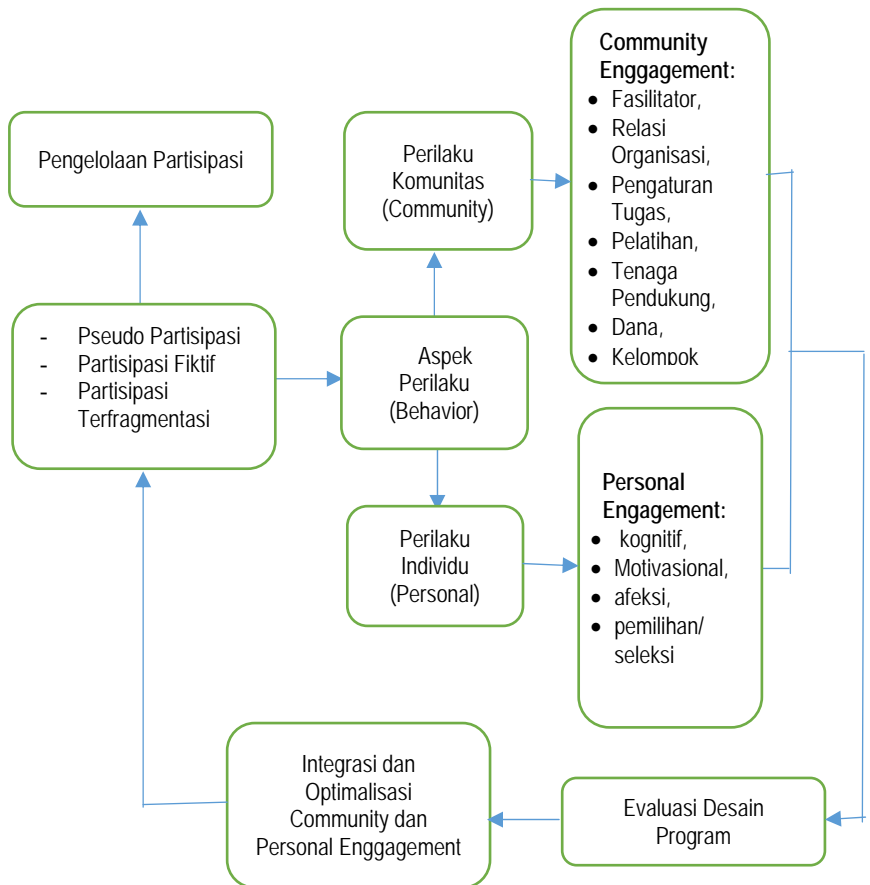 Pengelolaan Partisipasi
- Pseudo Partisipasi
- Partisipasi Fiktif
- Partisipasi
Terfragmentasi
Perilaku
Komunitas
(Community)
Aspek
Perilaku
(Behavior)
Perilaku
Individu
(Personal)
Community
Enggagement:
• Fasilitator,
• Relasi
Organisasi,
• Pengaturan
Tugas,
• Pelatihan,
• Tenaga
Pendukung,
• Dana,
• Kelompok
Personal
Engagement:
• kognitif,
• Motivasional,
• afeksi,
• pemilihan/
seleksi
Evaluasi Desain
Program
Integrasi dan
Optimalisasi
Community dan
Personal Enggagement